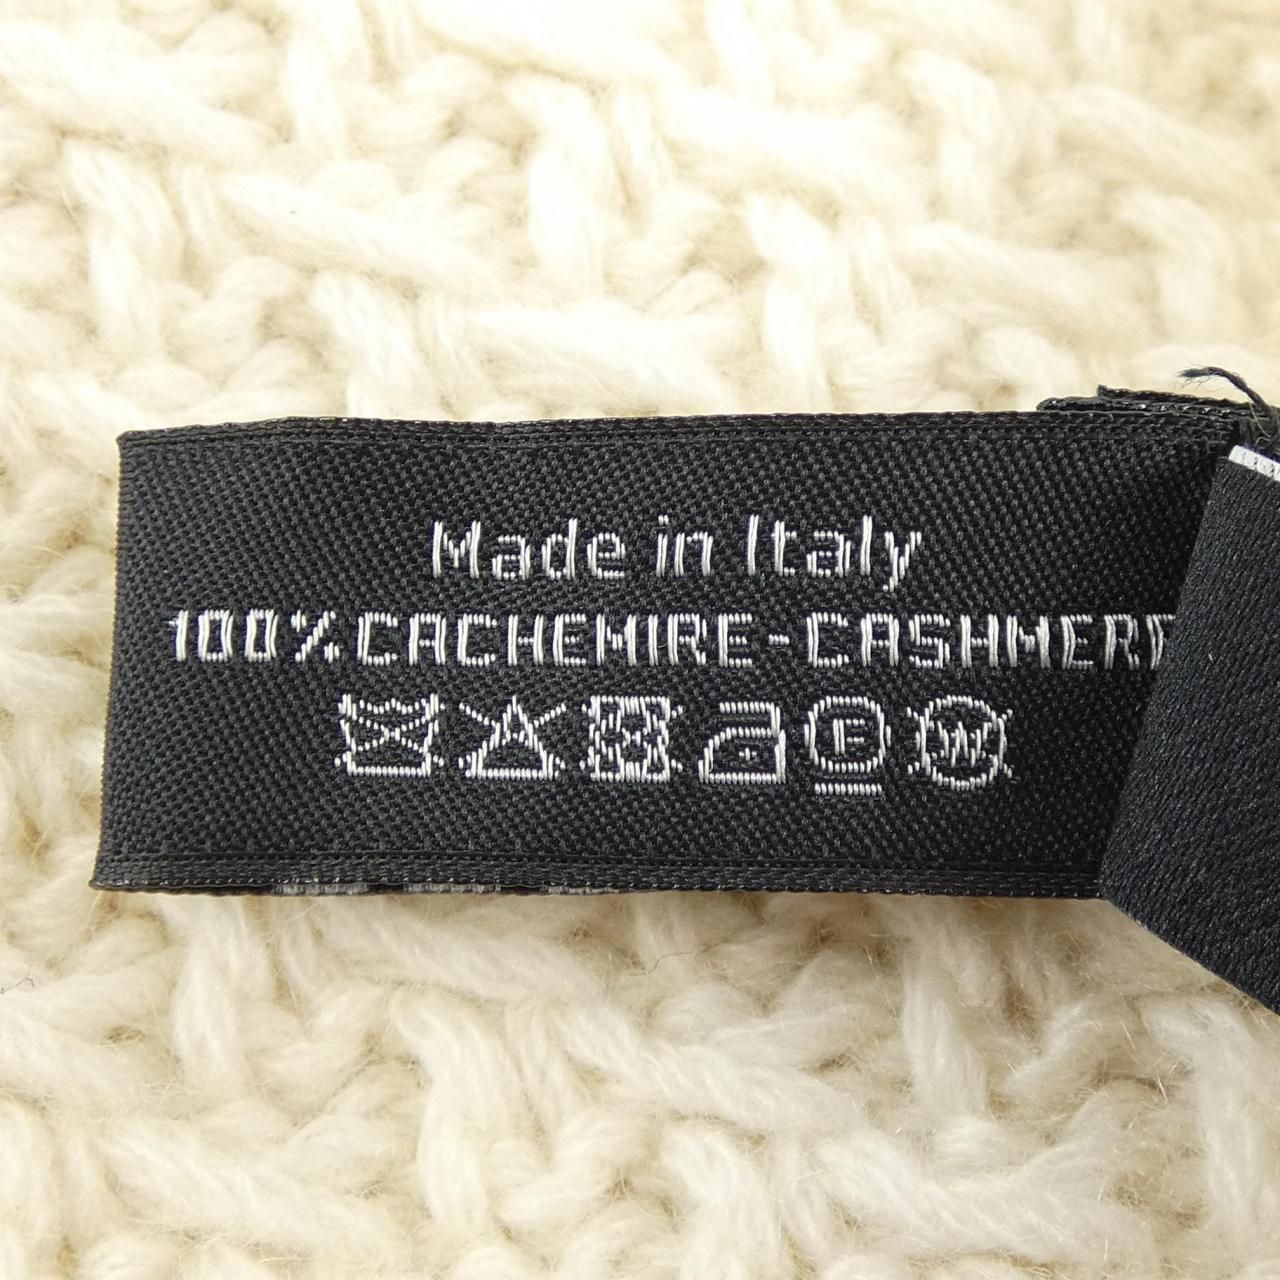 Made in Italy
100% CACHEMIRE-CASHMERE
F
W